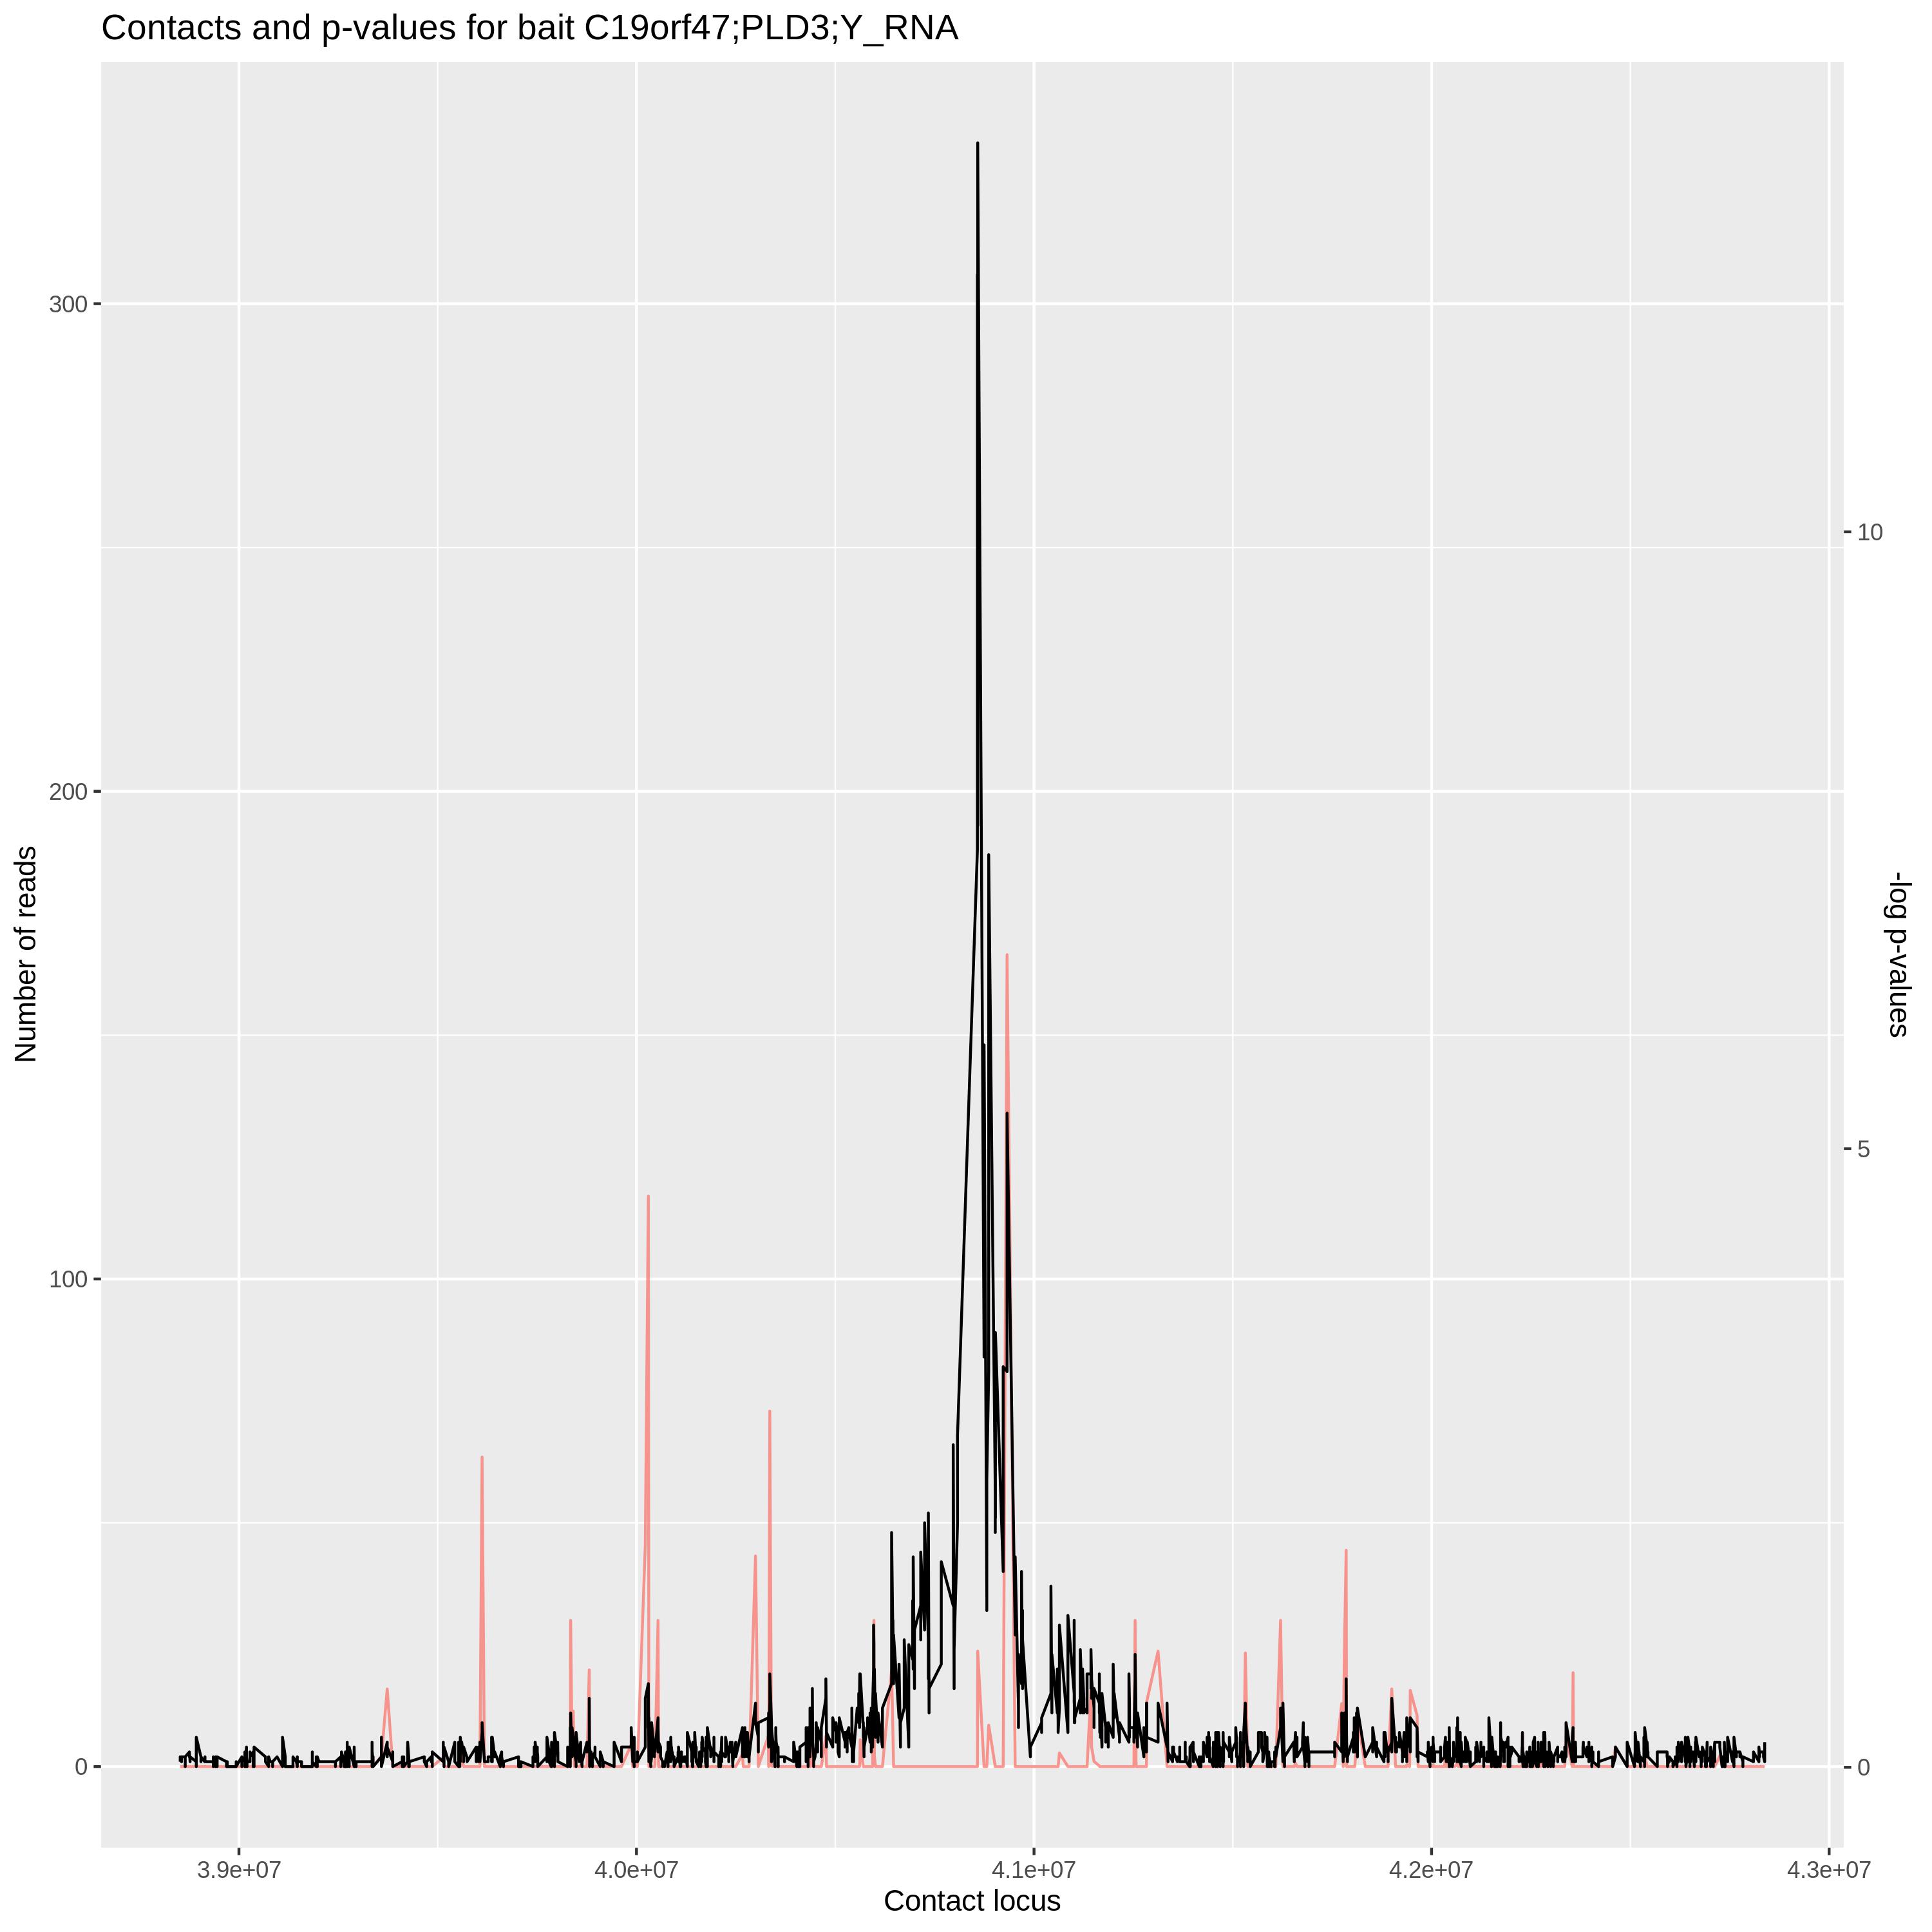 Contacts and p-values for bait C19orf47;PLD3;Y_RNA
300
200
100
0
10
5
0
Number of reads
-log p-values
3.9e+07
4.0e+07
4.1e+07
4.2e+07
4.3e+07
Contact locus